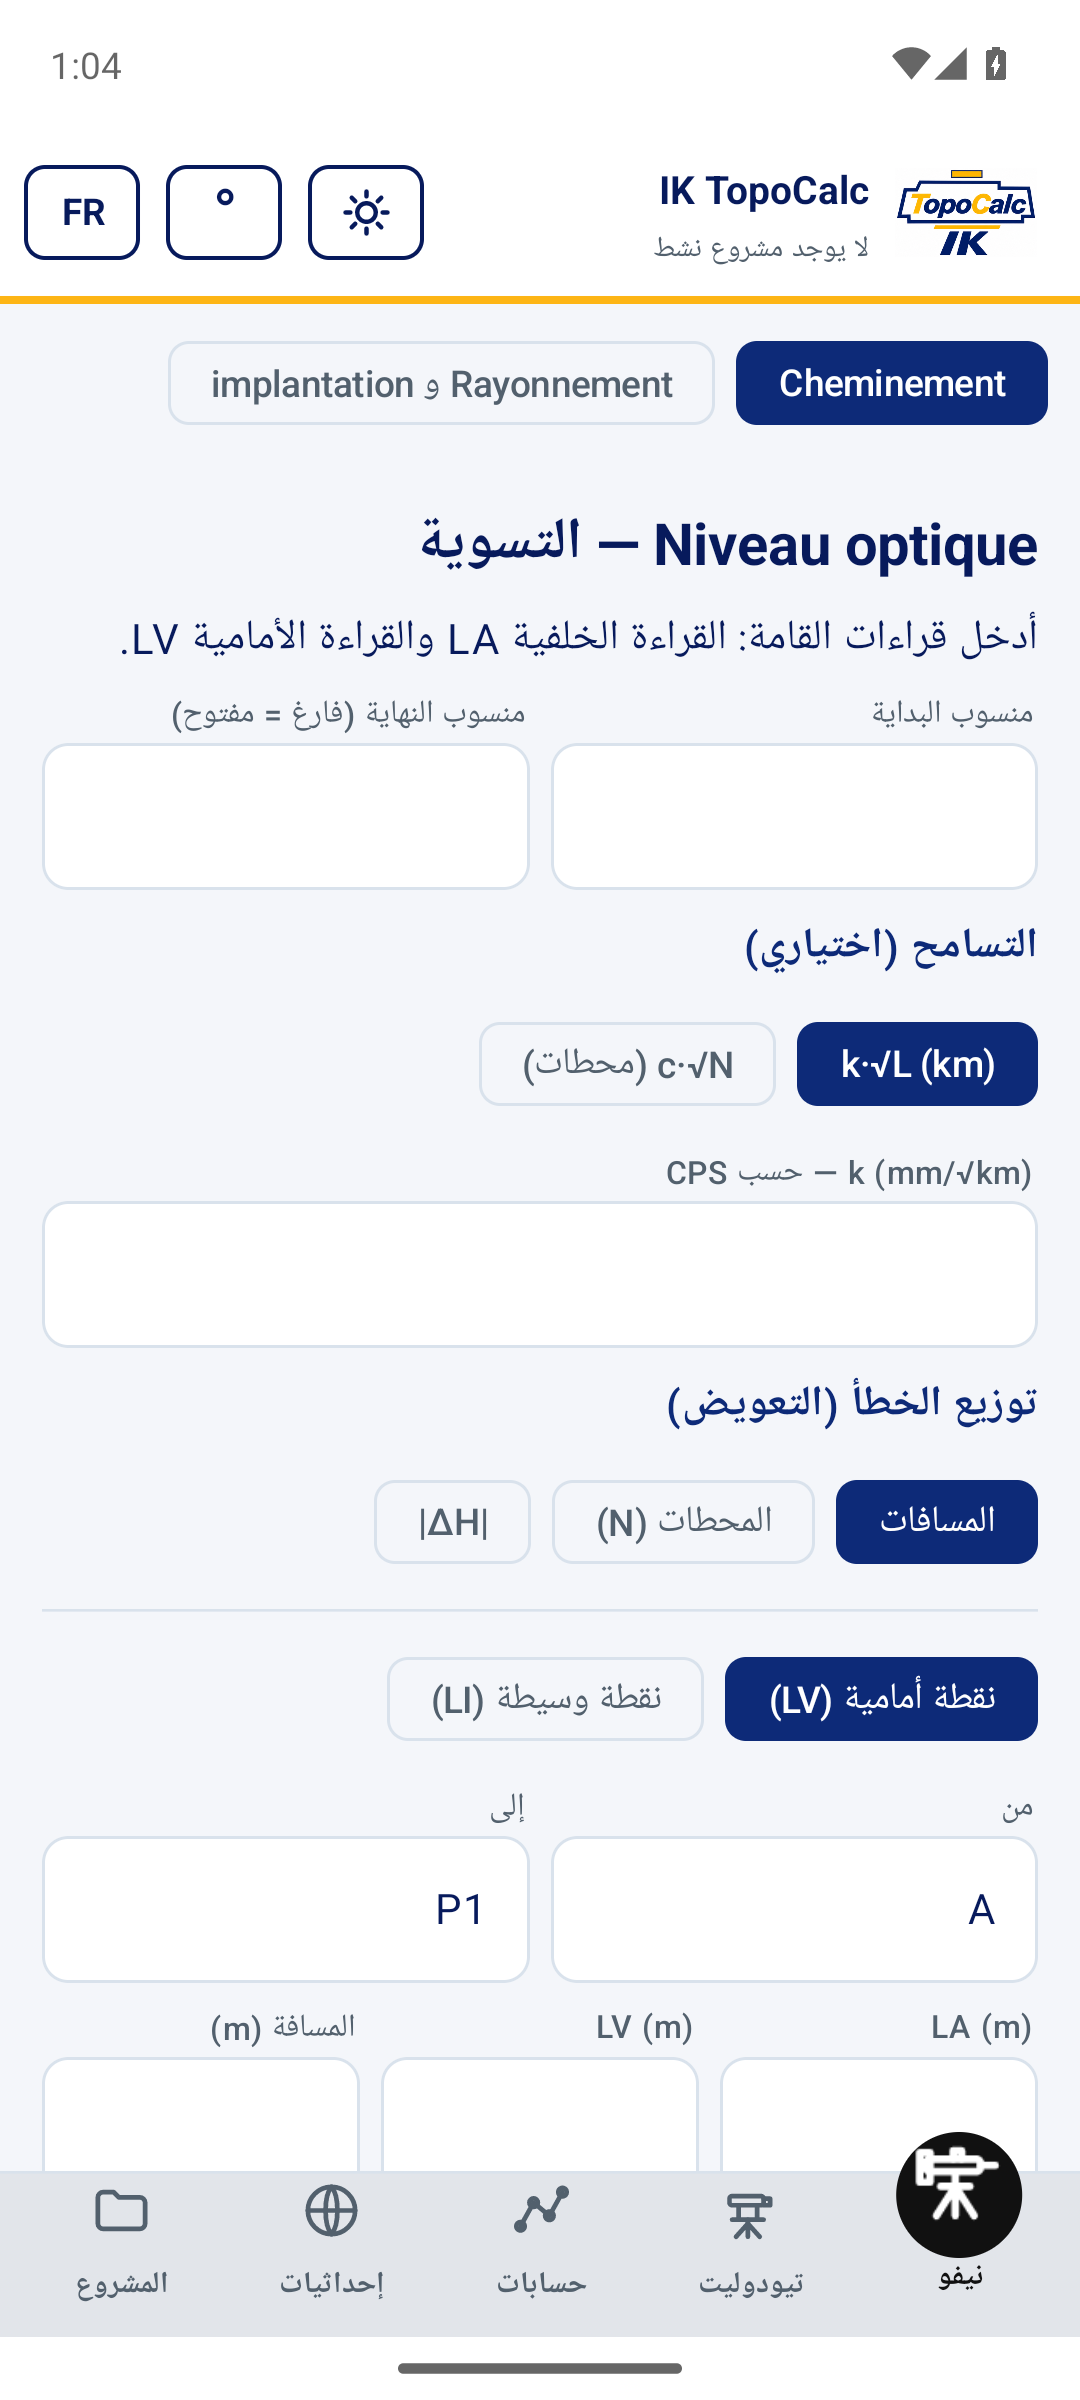 1:04
TopoCalc
IK
IK TopoCalc
لا يوجد مشروع نشط
°
FR
Cheminement
Rayonnement و implantation
Niveau optique — التسوية
أدخل قراءات القامة: القراءة الخلفية LA والقراءة الأمامية LV.
منسوب البداية
منسوب النهاية (فارغ = مفتوح)
التسامح (اختياري)
k·√L (km)
c·√N (محطات)
k (mm/√km) — حسب CPS
توزيع الخطأ (التعويض)
المسافات
المحطات (N)
|ΔH|
نقطة أمامية (LV)
نقطة وسيطة (LI)
من
إلى
A
P1
LA (m)
LV (m)
المسافة (m)
نيفو
تيودوليت
حسابات
إحداثيات
المشروع